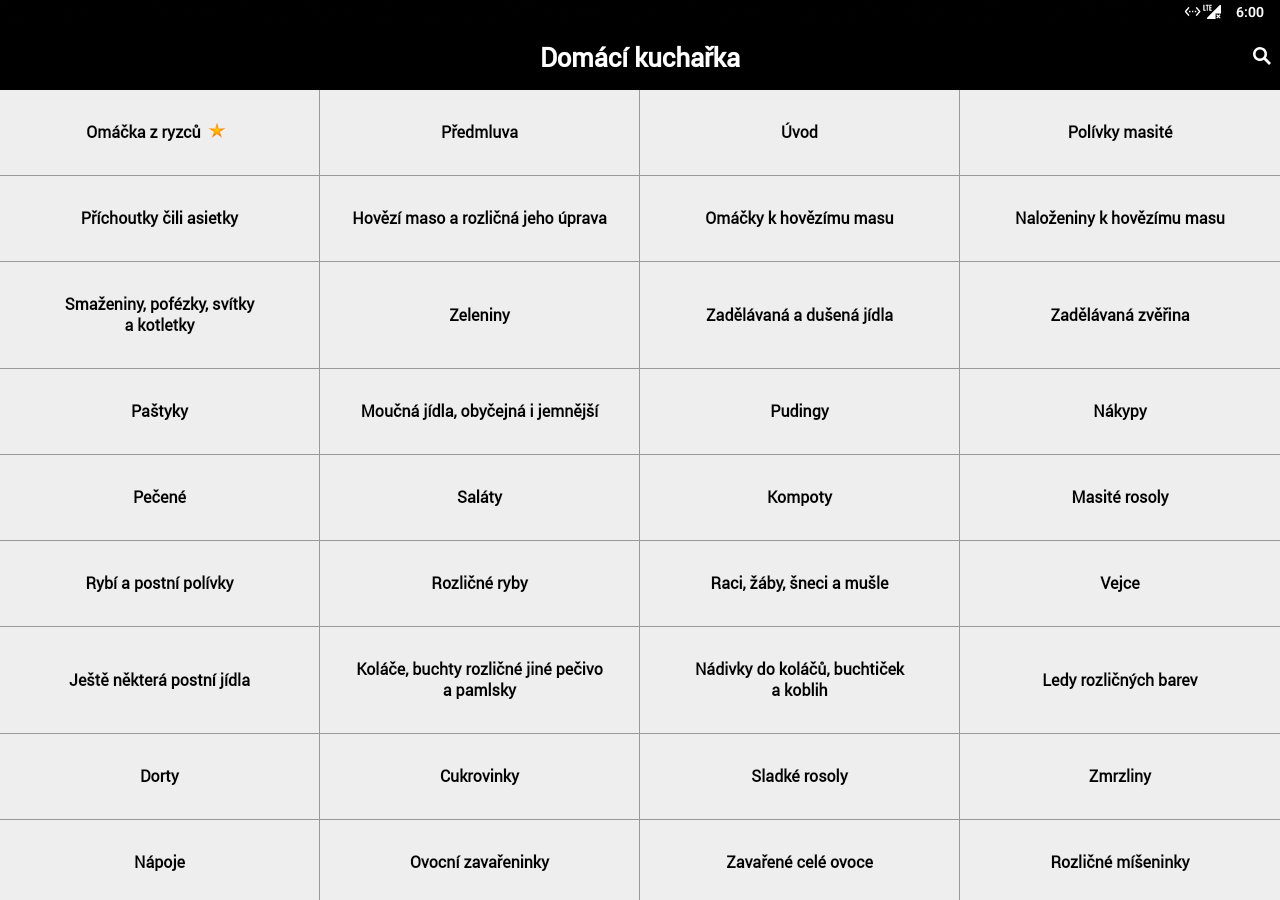 LTE 6:00
Domácí kuchařka
Omáčka z ryzců
Předmluva
Úvod
Polívky masité
Příchoutky čili asietky
Hovězí maso a rozličná jeho úprava
Omáčky k hovězímu masu
Naloženiny k hovězímu masu
Smaženiny, pofézky, svítky
a kotletky
Zeleniny
Zadělávaná a dušená jídla
Zadělávaná zvěřina
Paštyky
Moučná jídla, obyčejná i jemnější
Pudingy
Nákypy
Pečené
Saláty
Kompoty
Masité rosoly
Rybí a postní polívky
Rozličné ryby
Raci, žáby, šneci a mušle
Vejce
Ještě některá postní jídla
Koláče, buchty rozličné jiné pečivo
a pamlsky
Nádivky do koláčů, buchtiček
a koblih
Ledy rozličných barev
Dorty
Cukrovinky
Sladké rosoly
Zmrzliny
Nápoje
Ovocní zavařeninky
Zavařené celé ovoce
Rozličné míšeninky